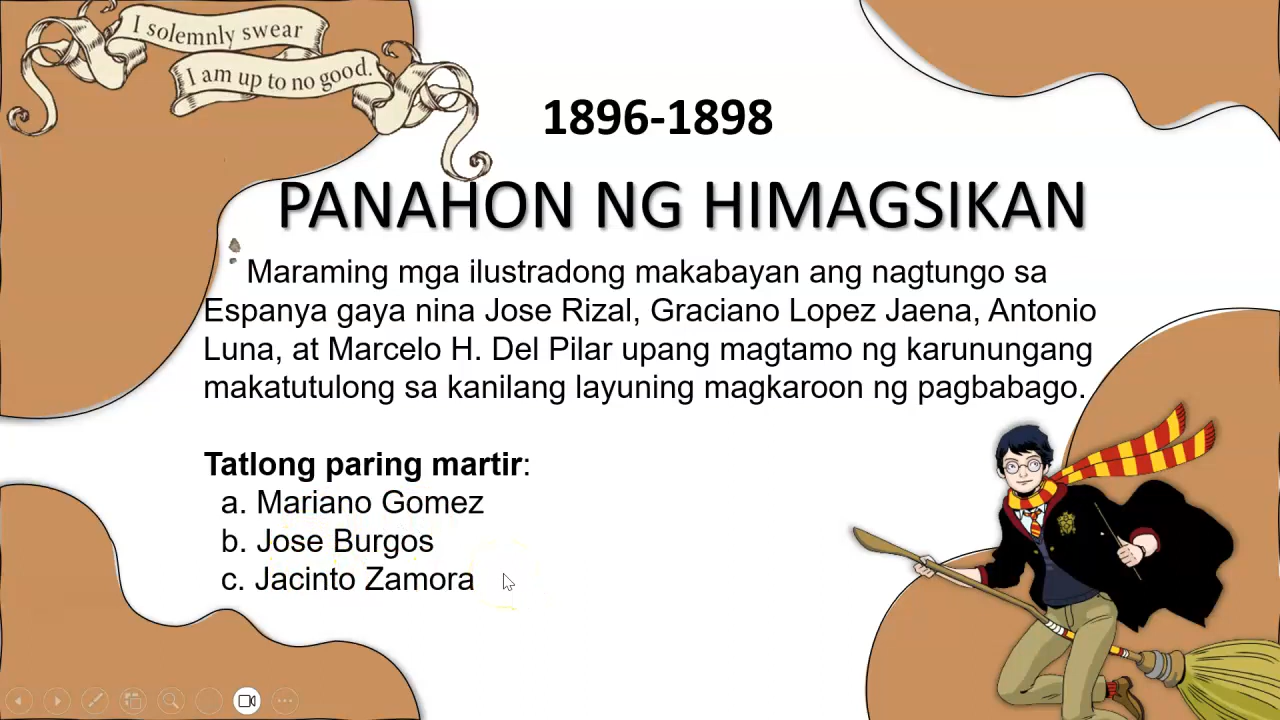 I solemnly swear
I am up to no good.
1896-1898
PANAHON NG HIMAGSIKAN
Maraming mga ilustradong makabayan ang nagtungo sa
Espanya gaya nina Jose Rizal, Graciano Lopez Jaena, Antonio
Luna, at Marcelo H. Del Pilar upang magtamo ng karunungang
makatutulong sa kanilang layuning magkaroon ng pagbabago.
Tatlong paring martir:
a. Mariano Gomez
b. Jose Burgos
c. Jacinto Zamora